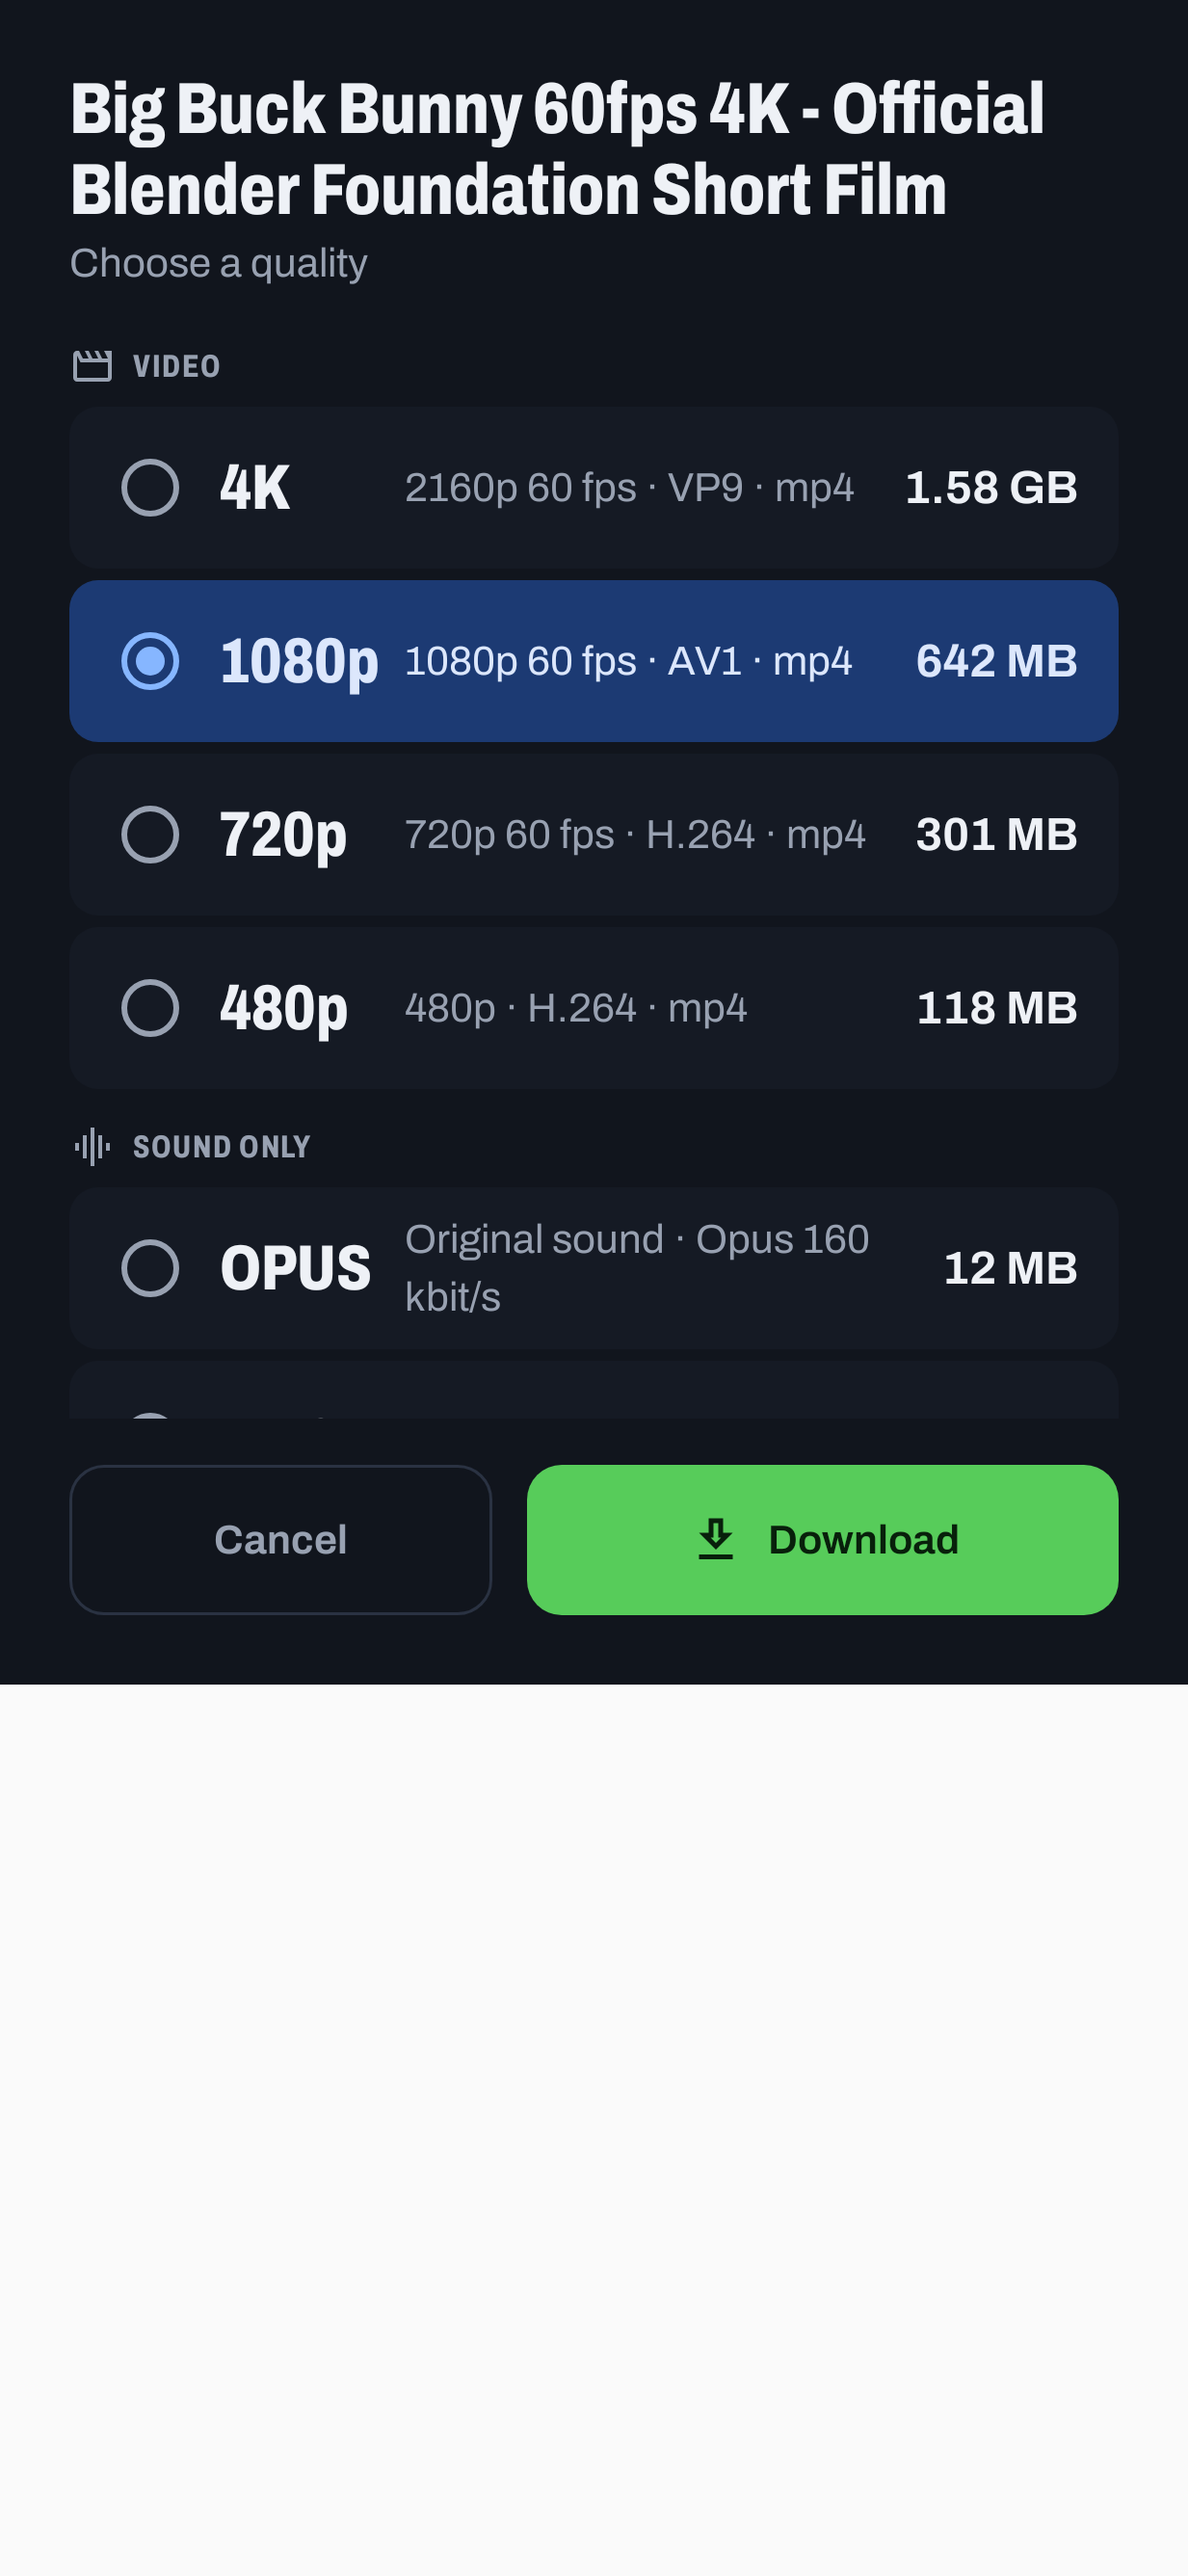 Big Buck Bunny 60fps 4K - Official
Blender Foundation Short Film
Choose a quality
VIDEO
4K 2160p 60 fps · VP9 · mp4 1.58 GB
1080p 1080p 60 fps · AV1 · mp4 642 MB
720p 720p 60 fps · H.264 · mp4 301 MB
480p 480p · H.264 · mp4 118 MB
SOUND ONLY
OPUS Original sound · Opus 160 12 MB
kbit/s
Cancel Download